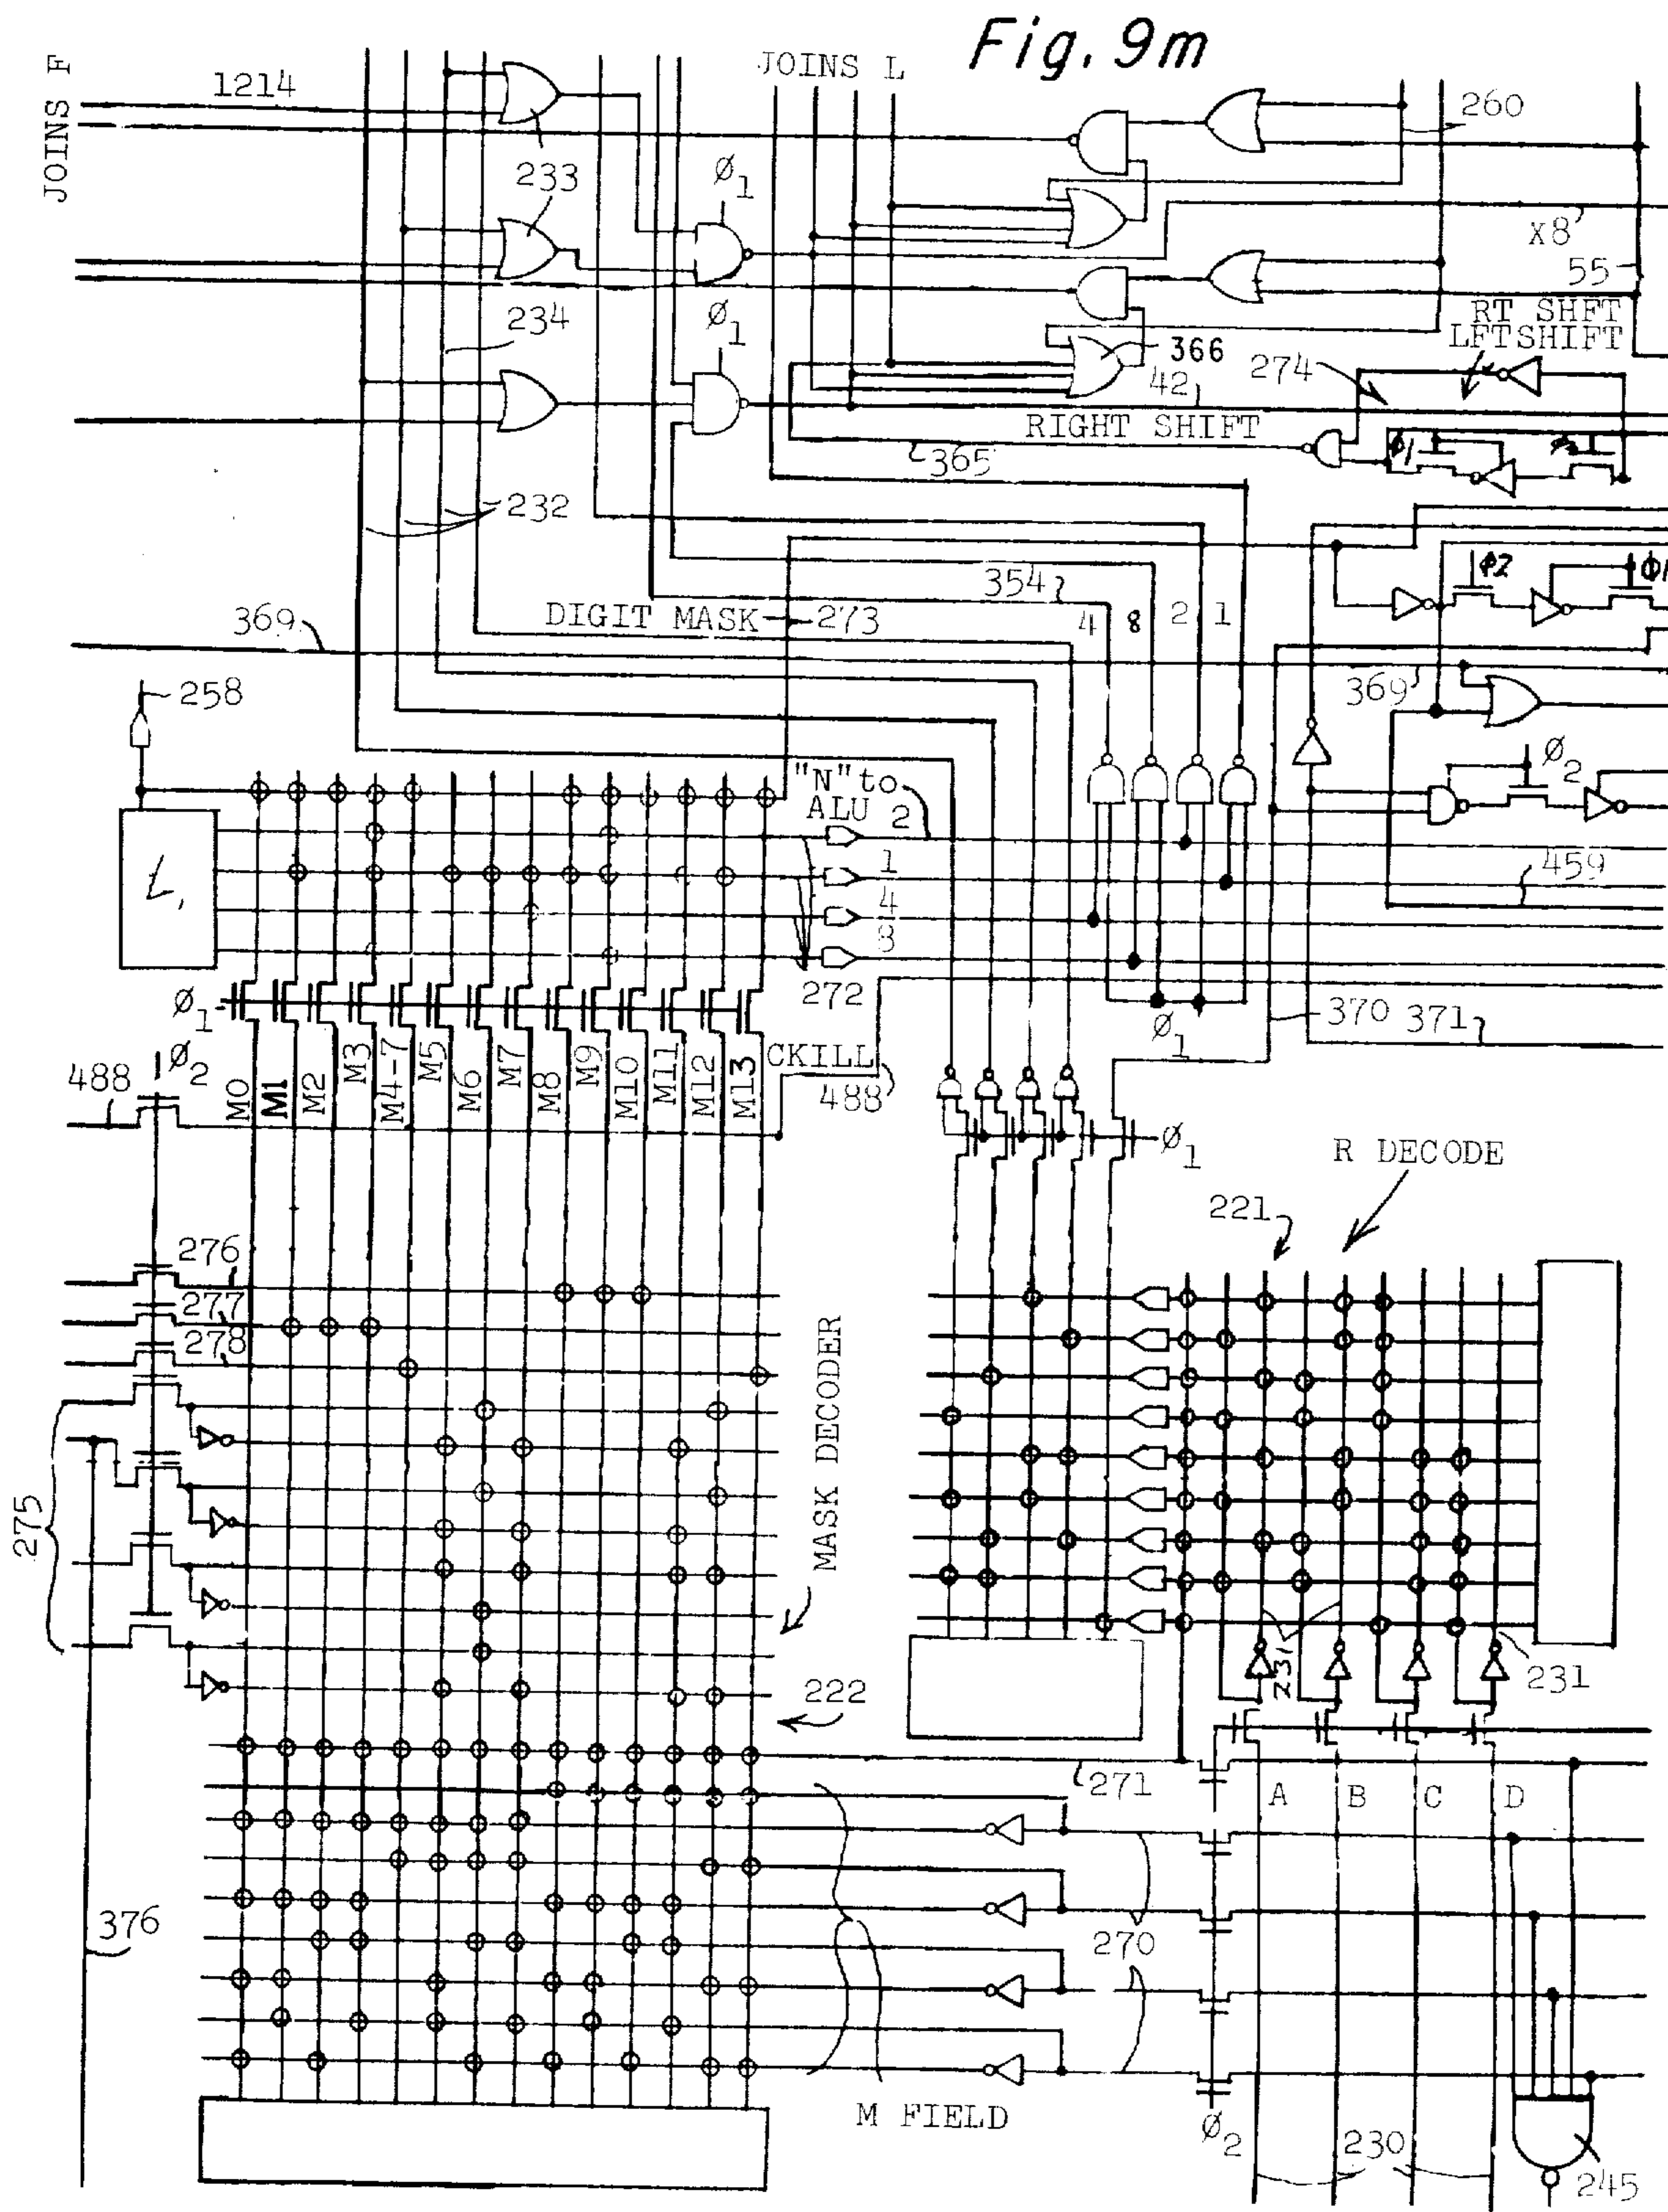 Fig. 9m
JOINS F
JOINS L
1214
260
233
Ø1
X8
55
234
Ø1
RT SHFT
LFTSHIFT
366
274
42
RIGHT SHIFT
365
Φ1
232
Φ2
Φ1
354
4 8 2 1
DIGIT MASK 273
369
369
258
"N" to
ALU
2
1
4
8
Ø2
459
272
Ø1
Ø1
370
371
Ø2
488
M0
M1
M2
M3
M4-7
M5
M6
M7
M8
M9
M10
M11
M12
M13
CKILL
488
Ø1
R DECODE
221
276
277
278
MASK DECODER
275
231
231
222
271
A
B
C
D
376
270
M FIELD
Ø2
230
245